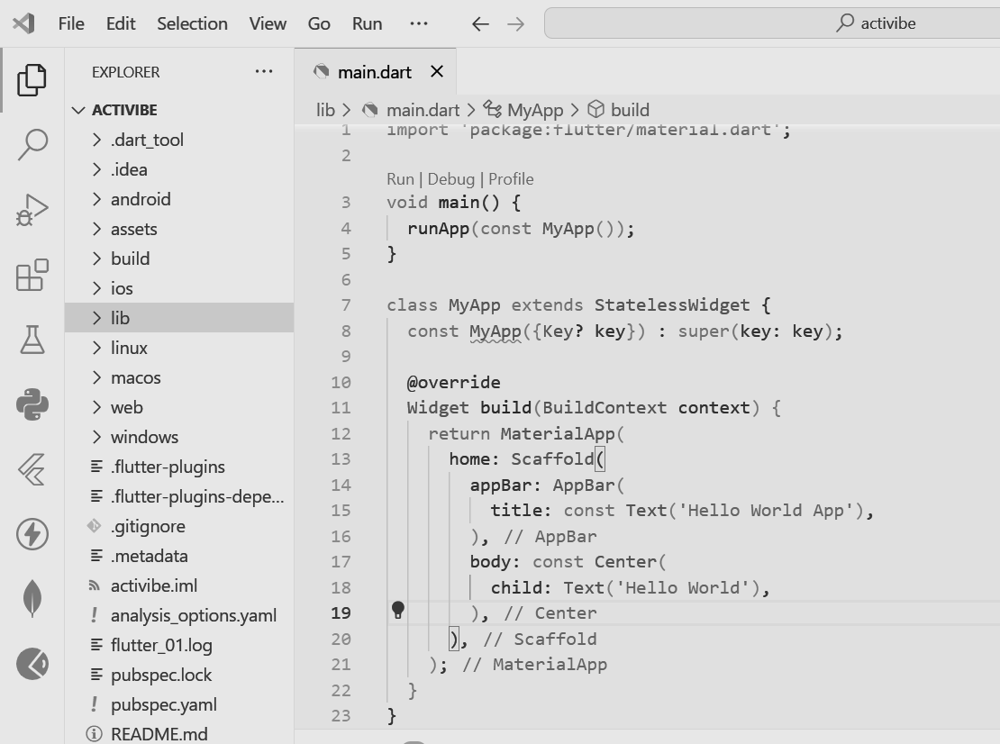 File Edit Selection View Go Run ··· ← → activibe
EXPLORER ···
ACTIVIBE
.dart_tool
.idea
android
assets
build
ios
lib
linux
macos
web
windows
.flutter-plugins
.flutter-plugins-depe...
.gitignore
.metadata
activibe.iml
analysis_options.yaml
flutter_01.log
pubspec.lock
pubspec.yaml
README.md
main.dart ×
lib > main.dart > MyApp > build
1 import 'package:flutter/material.dart';
2
Run | Debug | Profile
3 void main() {
4   runApp(const MyApp());
5 }
6
7 class MyApp extends StatelessWidget {
8   const MyApp({Key? key}) : super(key: key);
9
10   @override
11   Widget build(BuildContext context) {
12     return MaterialApp(
13       home: Scaffold(
14         appBar: AppBar(
15           title: const Text('Hello World App'),
16         ), // AppBar
17         body: const Center(
18           child: Text('Hello World'),
19         ), // Center
20       ), // Scaffold
21     ); // MaterialApp
22   }
23 }